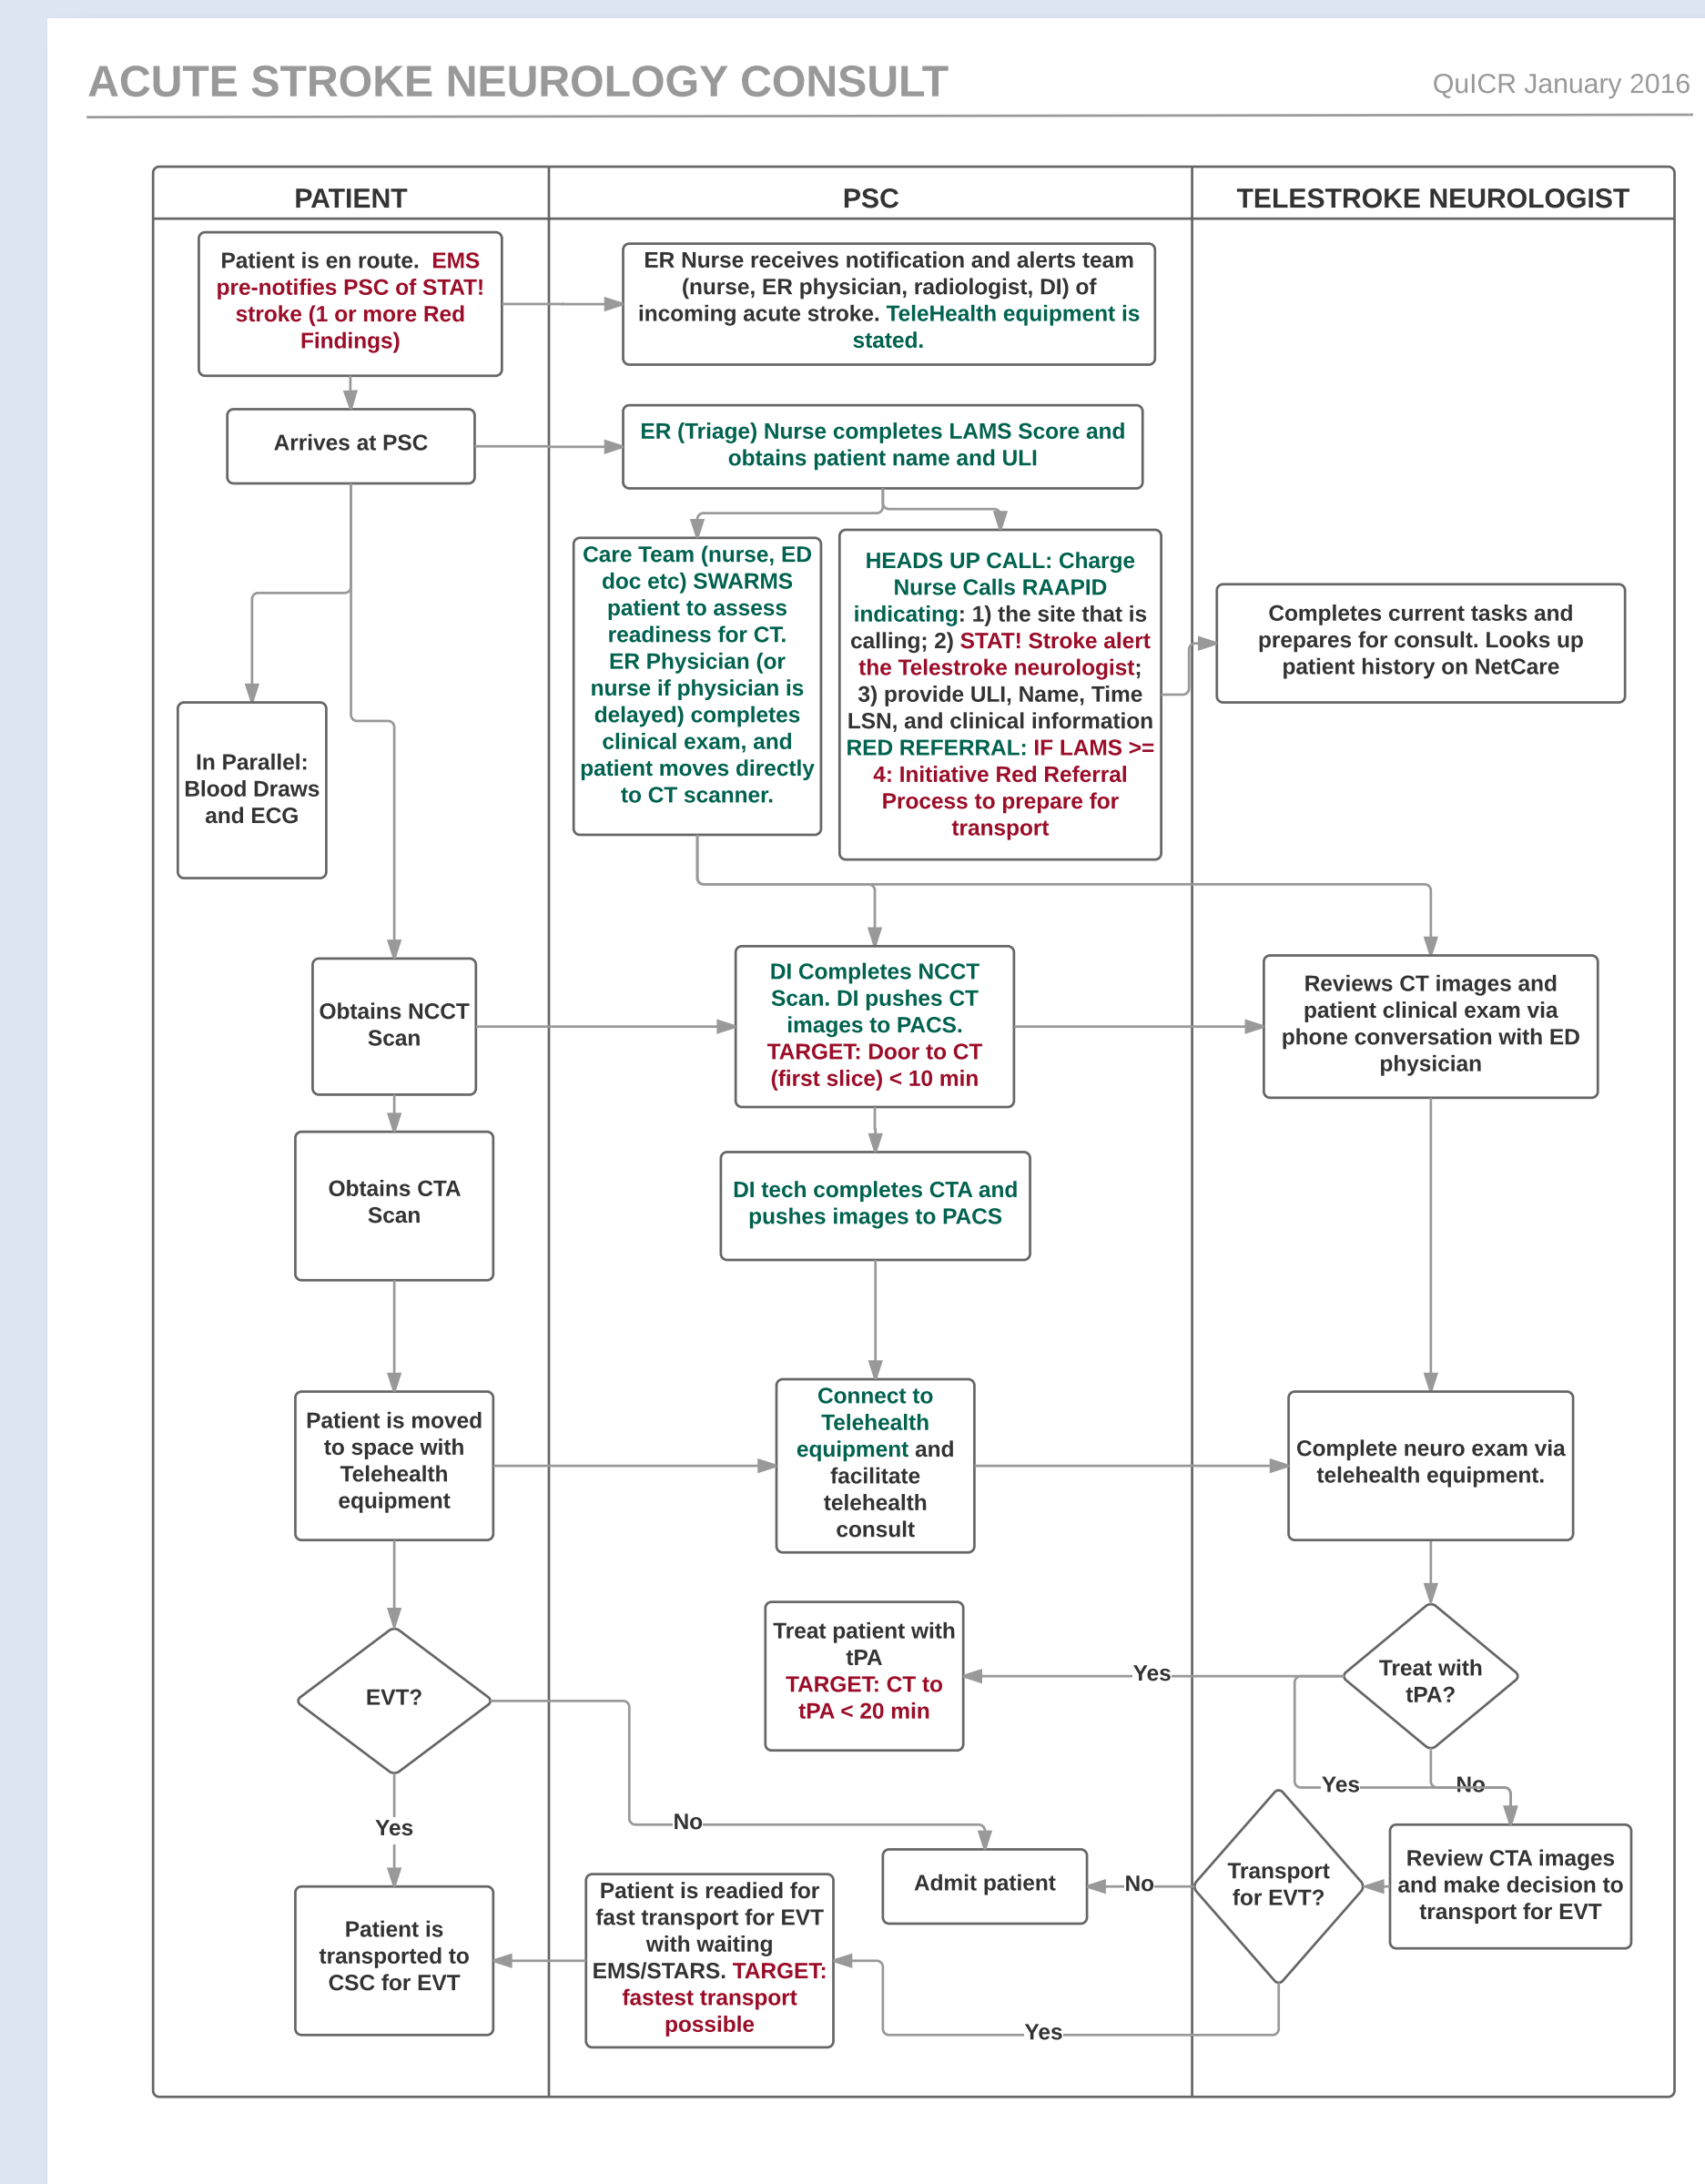 ACUTE STROKE NEUROLOGY CONSULT
QuICR January 2016
PATIENT
PSC
TELESTROKE NEUROLOGIST
Patient is en route. EMS
pre-notifies PSC of STAT!
stroke (1 or more Red
Findings)
ER Nurse receives notification and alerts team
(nurse, ER physician, radiologist, DI) of
incoming acute stroke. TeleHealth equipment is
stated.
Arrives at PSC
ER (Triage) Nurse completes LAMS Score and
obtains patient name and ULI
Care Team (nurse, ED
doc etc) SWARMS
patient to assess
readiness for CT.
ER Physician (or
nurse if physician is
delayed) completes
clinical exam, and
patient moves directly
to CT scanner.
HEADS UP CALL: Charge
Nurse Calls RAAPID
indicating: 1) the site that is
calling; 2) STAT! Stroke alert
the Telestroke neurologist;
3) provide ULI, Name, Time
LSN, and clinical information
RED REFERRAL: IF LAMS >=
4: Initiative Red Referral
Process to prepare for
transport
Completes current tasks and
prepares for consult. Looks up
patient history on NetCare
In Parallel:
Blood Draws
and ECG
Obtains NCCT
Scan
DI Completes NCCT
Scan. DI pushes CT
images to PACS.
TARGET: Door to CT
(first slice) < 10 min
Reviews CT images and
patient clinical exam via
phone conversation with ED
physician
Obtains CTA
Scan
DI tech completes CTA and
pushes images to PACS
Patient is moved
to space with
Telehealth
equipment
Connect to
Telehealth
equipment and
facilitate
telehealth
consult
Complete neuro exam via
telehealth equipment.
EVT?
Treat patient with
tPA
TARGET: CT to
tPA < 20 min
Yes
Treat with
tPA?
Yes
No
Yes
No
Admit patient
No
Transport
for EVT?
Review CTA images
and make decision to
transport for EVT
Patient is
transported to
CSC for EVT
Patient is readied for
fast transport for EVT
with waiting
EMS/STARS. TARGET:
fastest transport
possible
Yes